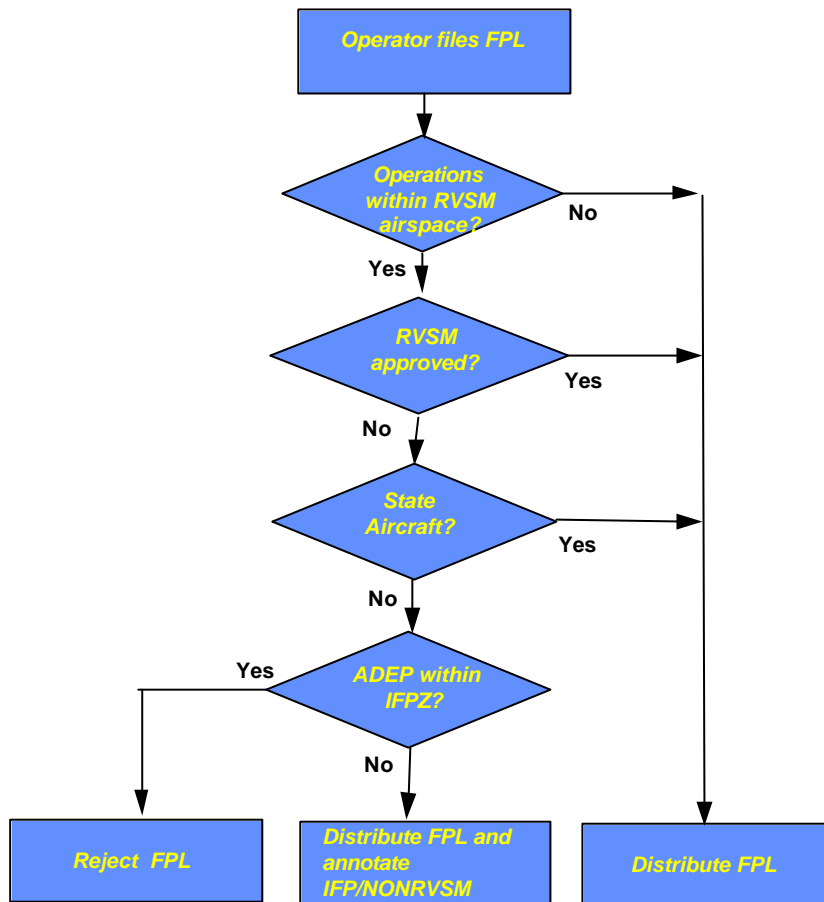 Operator files FPL
Operations
within RVSM
airspace?
No
Yes
RVSM
approved?
Yes
No
State
Aircraft?
Yes
No
Yes
ADEP within
IFPZ?
No
Reject FPL
Distribute FPL and
annotate
IFP/NONRVSM
Distribute FPL